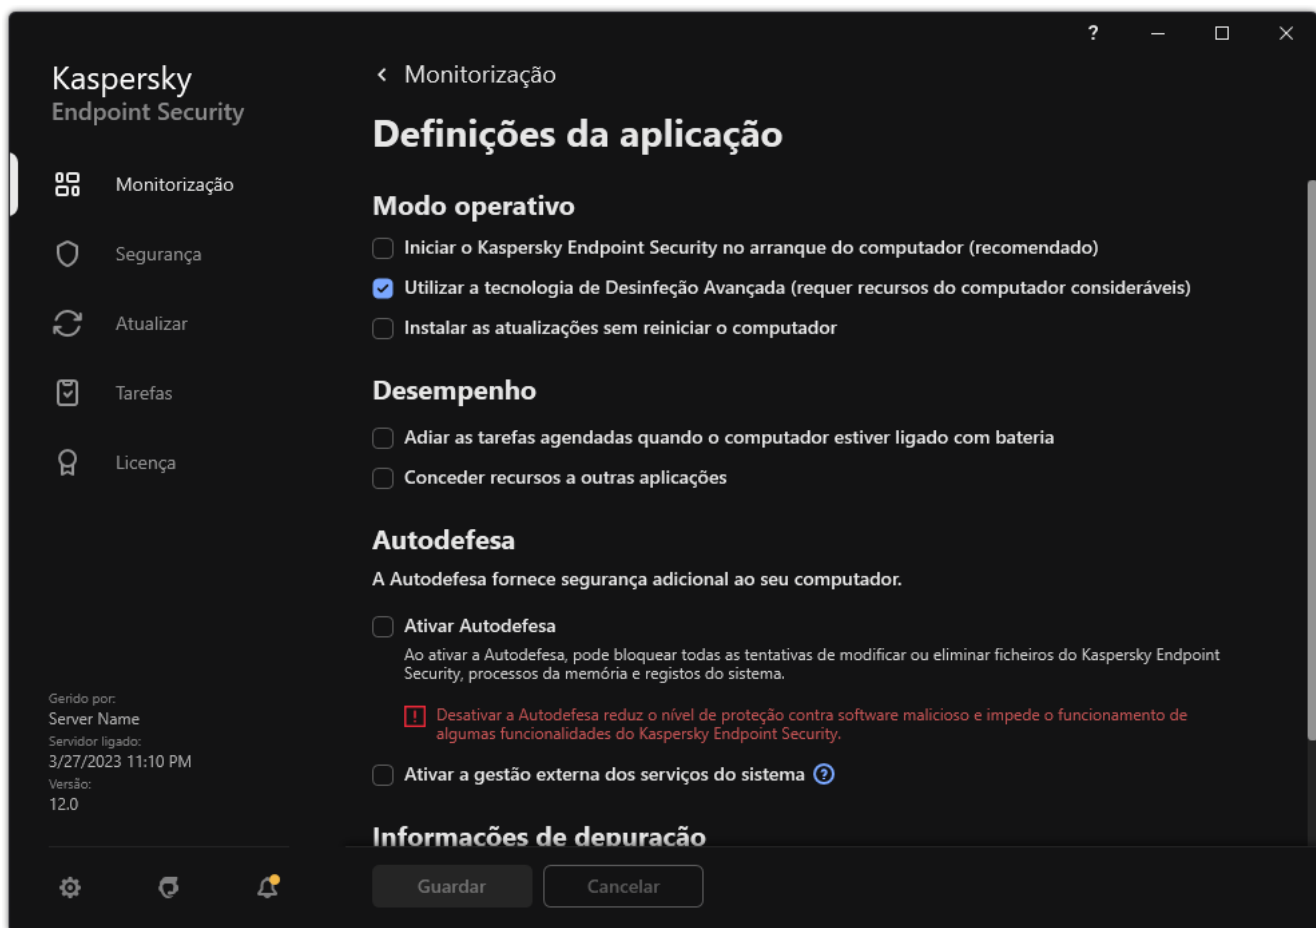 ?
Kaspersky
Endpoint Security
Monitorização
Segurança
Atualizar
Tarefas
Licença
Gerido por:
Server Name
Servidor ligado:
3/27/2023 11:10 PM
Versão:
12.0
Monitorização
Definições da aplicação
Modo operativo
Iniciar o Kaspersky Endpoint Security no arranque do computador (recomendado)
Utilizar a tecnologia de Desinfeção Avançada (requer recursos do computador consideráveis)
Instalar as atualizações sem reiniciar o computador
Desempenho
Adiar as tarefas agendadas quando o computador estiver ligado com bateria
Conceder recursos a outras aplicações
Autodefesa
A Autodefesa fornece segurança adicional ao seu computador.
Ativar Autodefesa
Ao ativar a Autodefesa, pode bloquear todas as tentativas de modificar ou eliminar ficheiros do Kaspersky Endpoint
Security, processos da memória e registos do sistema.
! Desativar a Autodefesa reduz o nível de proteção contra software malicioso e impede o funcionamento de
algumas funcionalidades do Kaspersky Endpoint Security.
Ativar a gestão externa dos serviços do sistema ?
Informações de depuração
Guardar
Cancelar